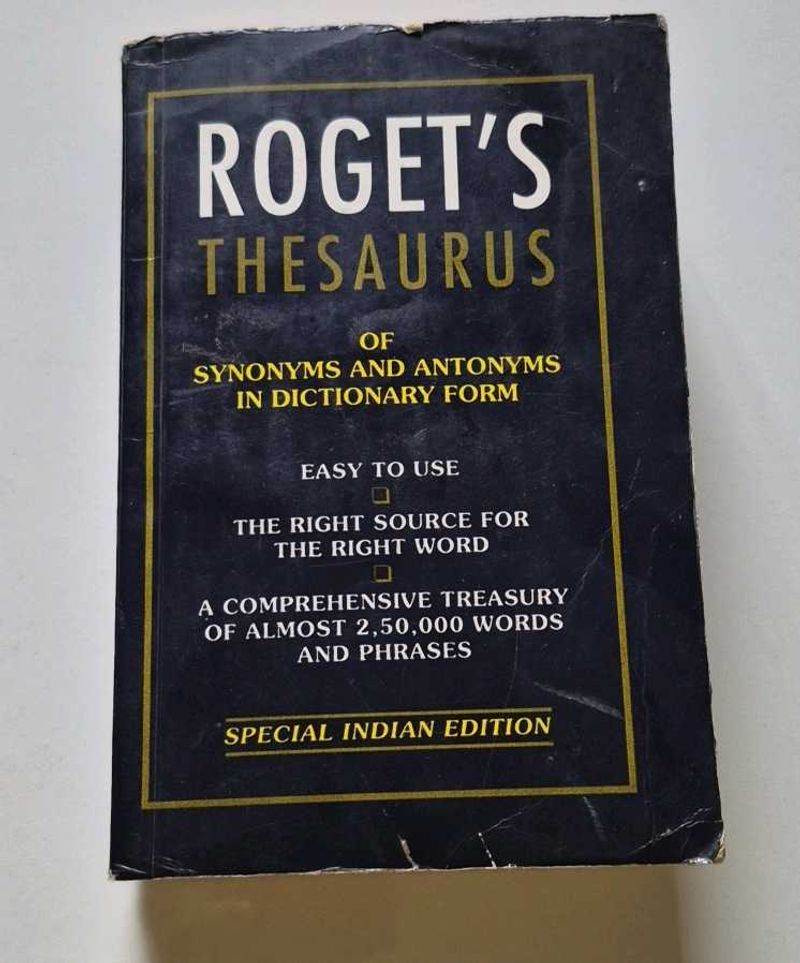 ROGET'S
THESAURUS
OF
SYNONYMS AND ANTONYMS
IN DICTIONARY FORM
EASY TO USE
THE RIGHT SOURCE FOR
THE RIGHT WORD
A COMPREHENSIVE TREASURY
OF ALMOST 2,50,000 WORDS
AND PHRASES
SPECIAL INDIAN EDITION